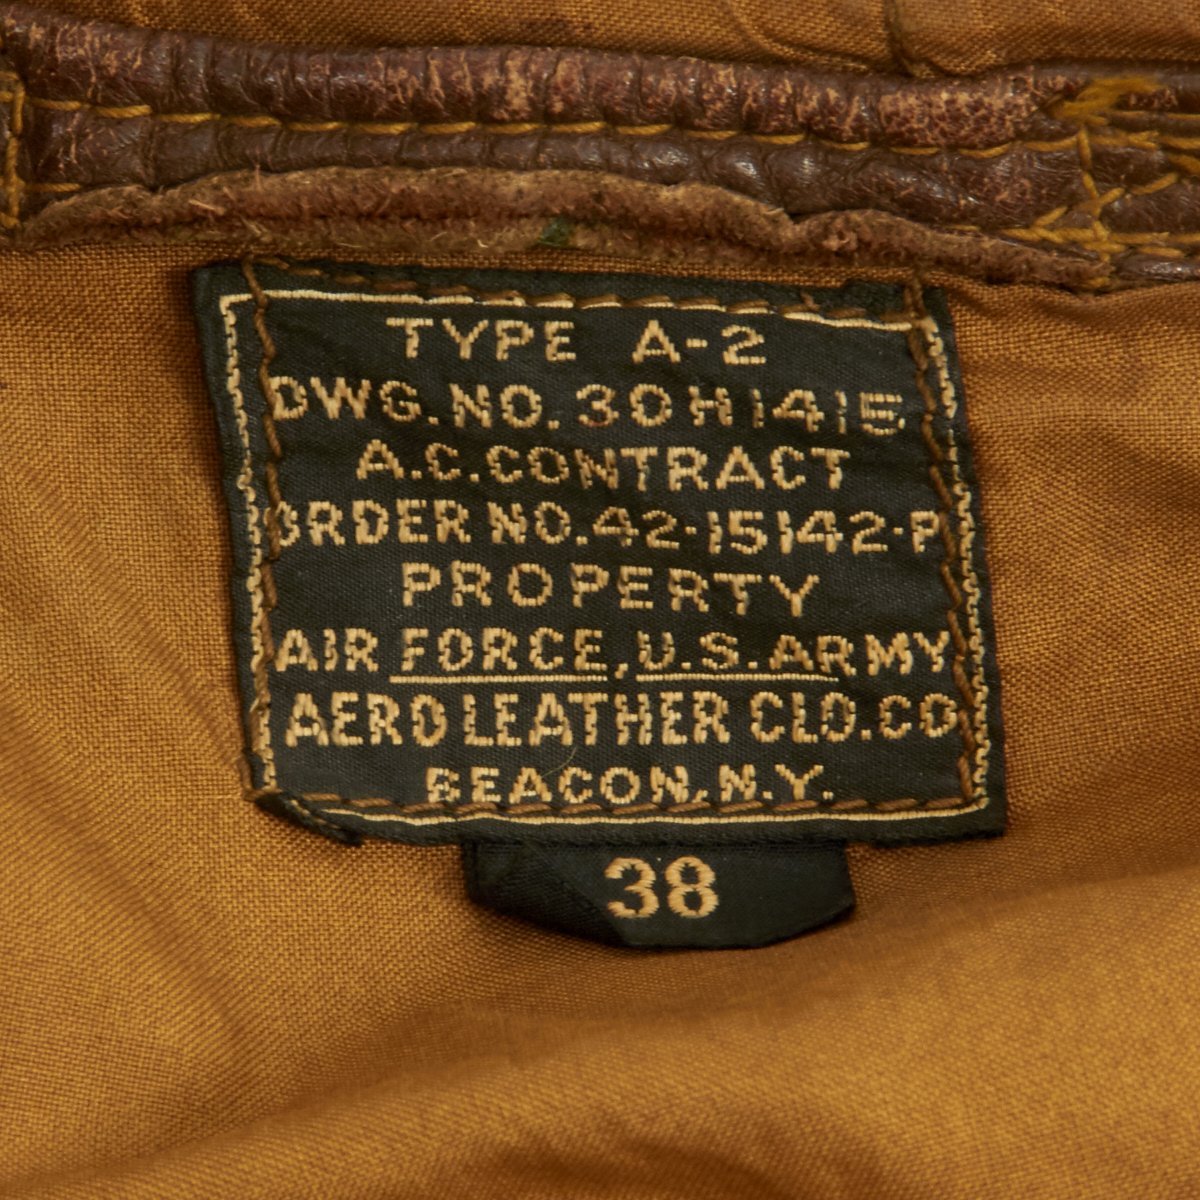 TYPE A-2
DWG. NO. 30H1415
A.C. CONTRACT
ORDER NO. 42-15142-P
PROPERTY
AIR FORCE, U.S. ARMY
AERO LEATHER CLO. CO
BEACON, N.Y.
38